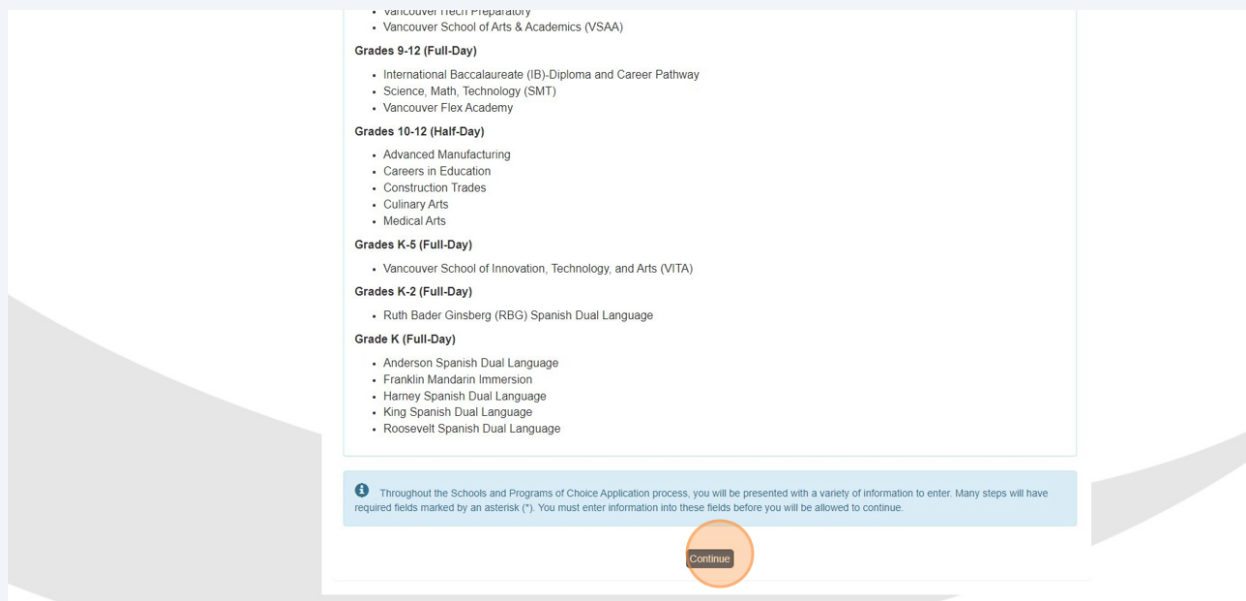 Vancouver iTech Preparatory
• Vancouver School of Arts & Academics (VSAA)
Grades 9-12 (Full-Day)
• International Baccalaureate (IB)-Diploma and Career Pathway
• Science, Math, Technology (SMT)
• Vancouver Flex Academy
Grades 10-12 (Half-Day)
• Advanced Manufacturing
• Careers in Education
• Construction Trades
• Culinary Arts
• Medical Arts
Grades K-5 (Full-Day)
• Vancouver School of Innovation, Technology, and Arts (VITA)
Grades K-2 (Full-Day)
• Ruth Bader Ginsberg (RBG) Spanish Dual Language
Grade K (Full-Day)
• Anderson Spanish Dual Language
• Franklin Mandarin Immersion
• Harney Spanish Dual Language
• King Spanish Dual Language
• Roosevelt Spanish Dual Language
Throughout the Schools and Programs of Choice Application process, you will be presented with a variety of information to enter. Many steps will have
required fields marked by an asterisk (*). You must enter information into these fields before you will be allowed to continue.
Continue